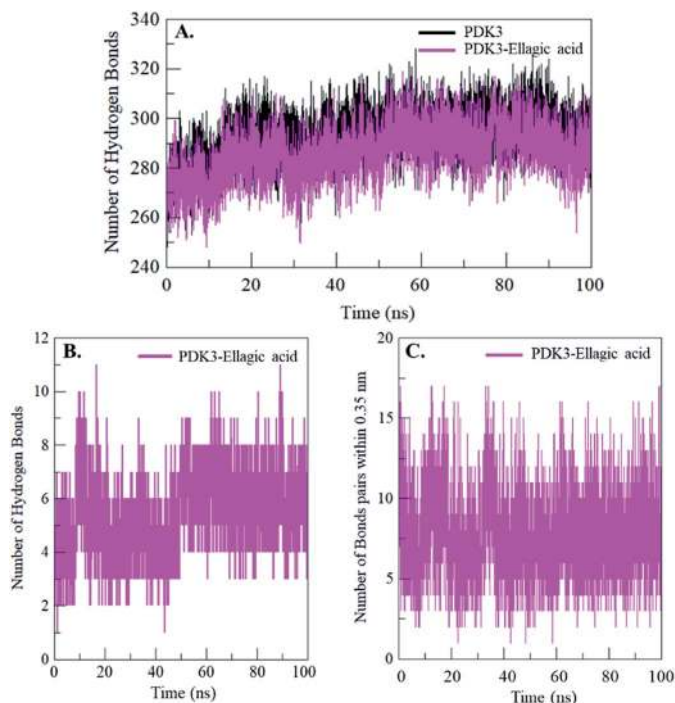 A.
PDK3
PDK3-Ellagic acid
Number of Hydrogen Bonds
340
320
300
280
260
240
0 20 40 60 80 100
Time (ns)
B.
PDK3-Ellagic acid
Number of Hydrogen Bonds
12
10
8
6
4
2
0
0 20 40 60 80 100
Time (ns)
C.
PDK3-Ellagic acid
Number of Bonds pairs within 0.35 nm
20
15
10
5
0
0 20 40 60 80 100
Time (ns)